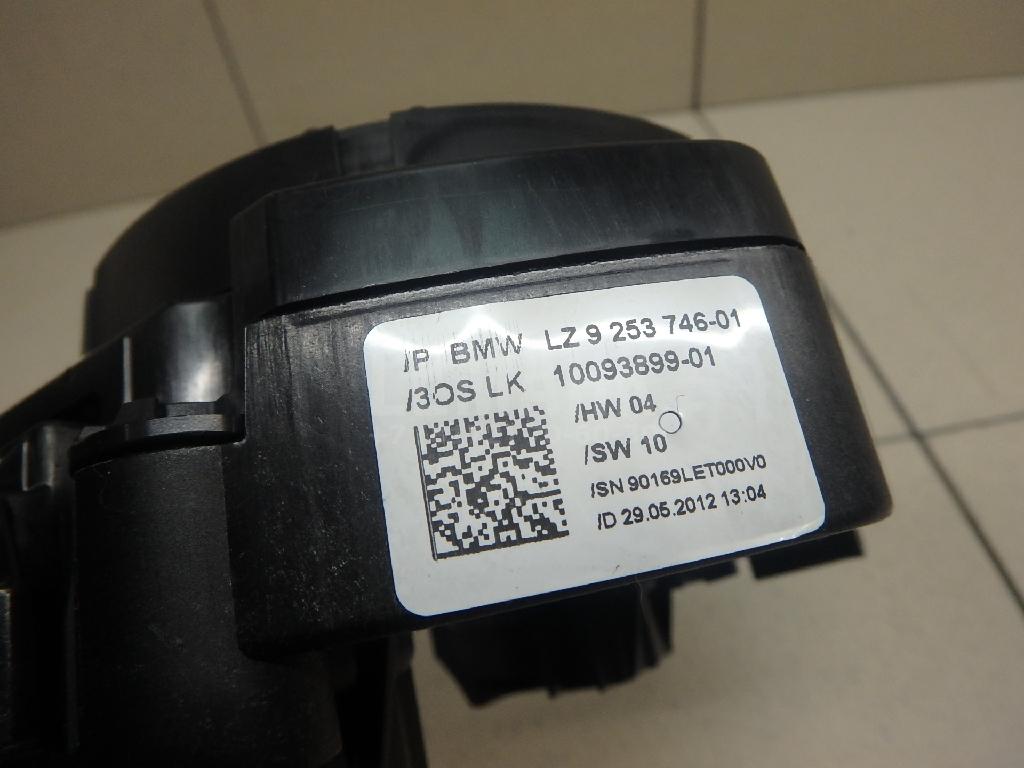 /P BMW LZ 9 253 746-01
/3OS LK 10093899-01
/HW 04
/SW 10
/SN 90169LET000V0
/D 29.05.2012 13:04